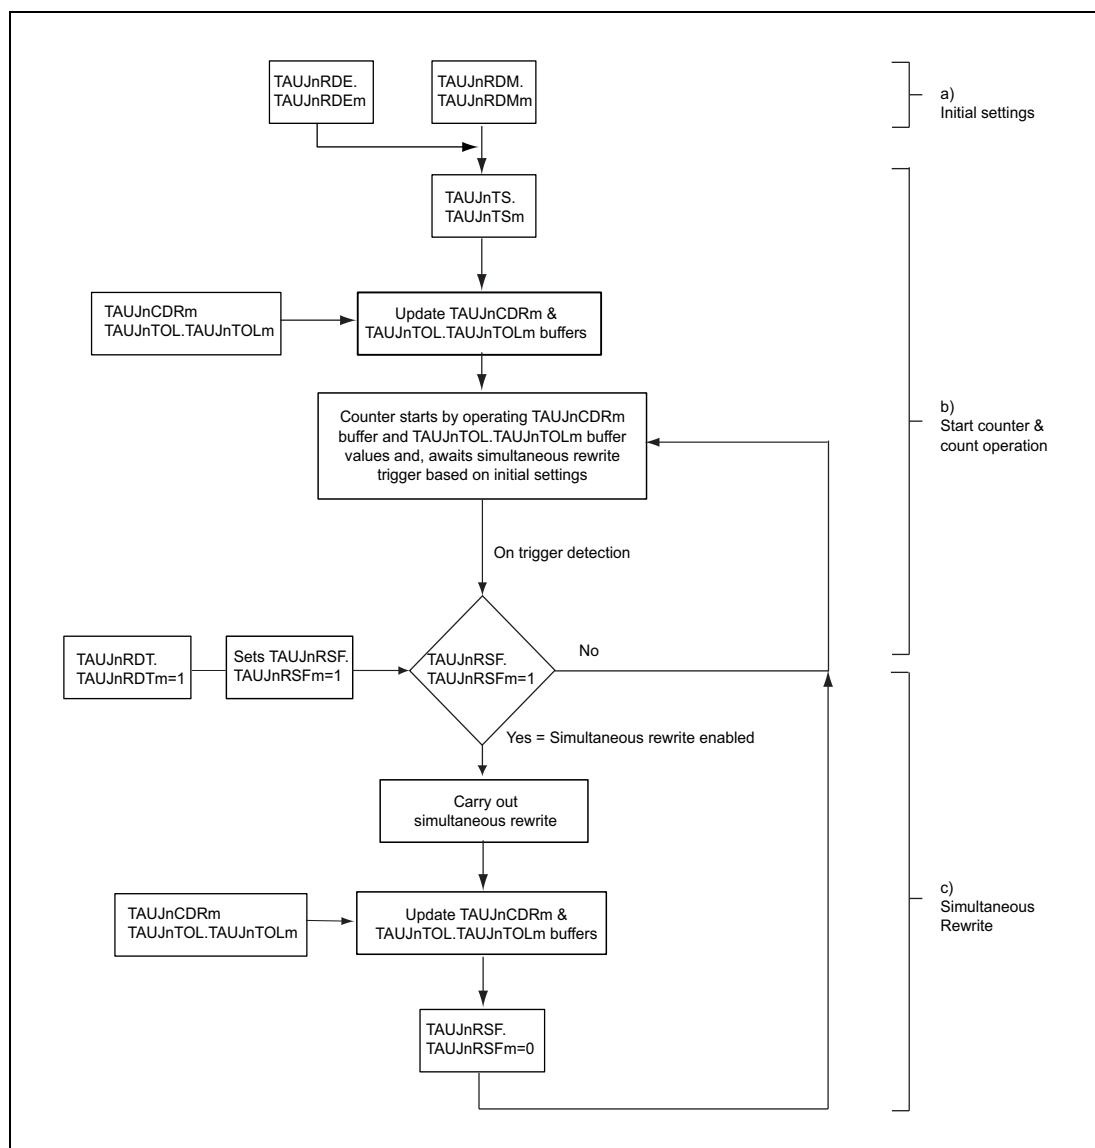 TAUJnRDE.
TAUJnRDEm
TAUJnRDM.
TAUJnRDMm
a)
Initial settings
TAUJnTS.
TAUJnTSm
TAUJnCDRm
TAUJnTOL.TAUJnTOLm
Update TAUJnCDRm &
TAUJnTOL.TAUJnTOLm buffers
Counter starts by operating TAUJnCDRm
buffer and TAUJnTOL.TAUJnTOLm buffer
values and, awaits simultaneous rewrite
trigger based on initial settings
b)
Start counter &
count operation
On trigger detection
TAUJnRDT.
TAUJnRDTm=1
Sets TAUJnRSF.
TAUJnRSFm=1
TAUJnRSF.
TAUJnRSFm=1
No
Yes = Simultaneous rewrite enabled
Carry out
simultaneous rewrite
TAUJnCDRm
TAUJnTOL.TAUJnTOLm
Update TAUJnCDRm &
TAUJnTOL.TAUJnTOLm buffers
c)
Simultaneous
Rewrite
TAUJnRSF.
TAUJnRSFm=0